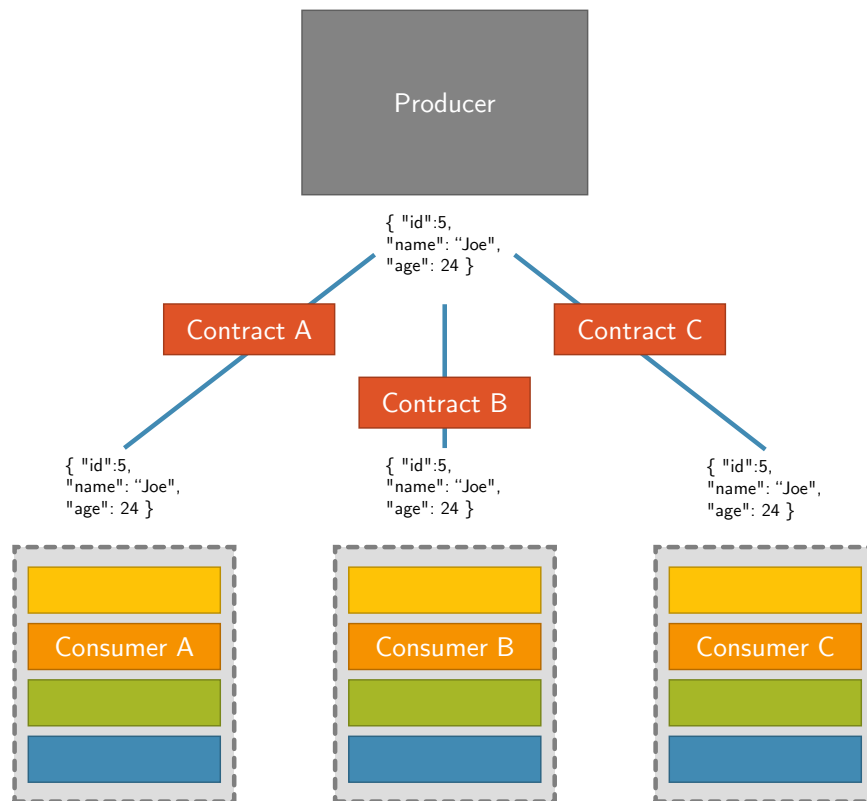 Producer
{ "id":5,
"name": “Joe",
"age": 24 }
Contract A
Contract C
Contract B
{ "id":5,
"name": “Joe",
"age": 24 }
{ "id":5,
"name": “Joe",
"age": 24 }
{ "id":5,
"name": “Joe",
"age": 24 }
Consumer A
Consumer B
Consumer C